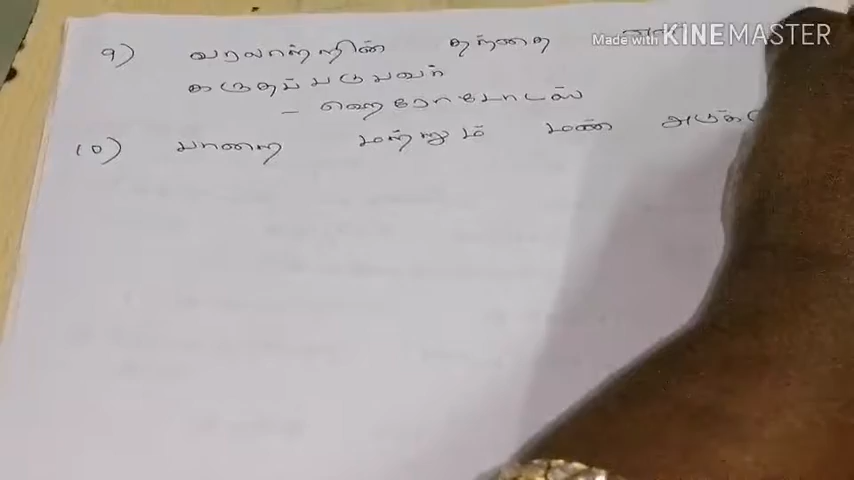 Made with KINEMASTER
9) வரலாற்றின் தந்தை
கருதப்படுபவர்
- ஹெரோடோடஸ்
10) பாறை மற்றும் மண்